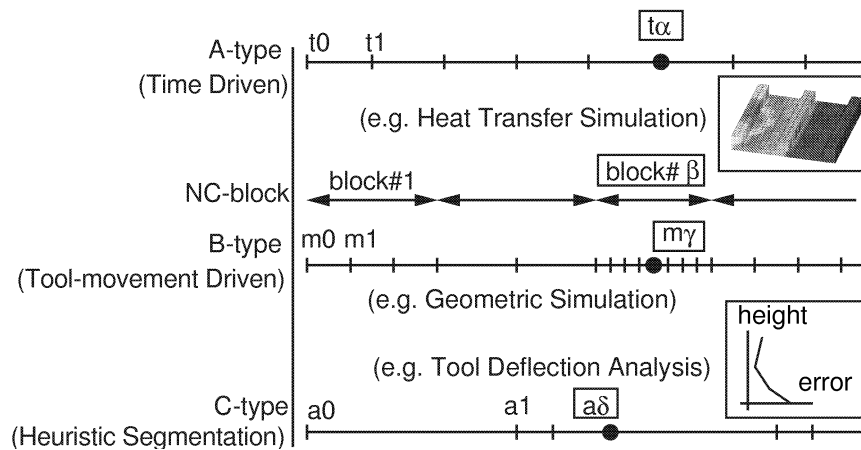 tα
A-type t0 t1
(Time Driven)
(e.g. Heat Transfer Simulation)
NC-block block#1 block# β
B-type m0 m1 mγ
(Tool-movement Driven)
(e.g. Geometric Simulation)
height
(e.g. Tool Deflection Analysis)
error
C-type a0 a1 aδ
(Heuristic Segmentation)